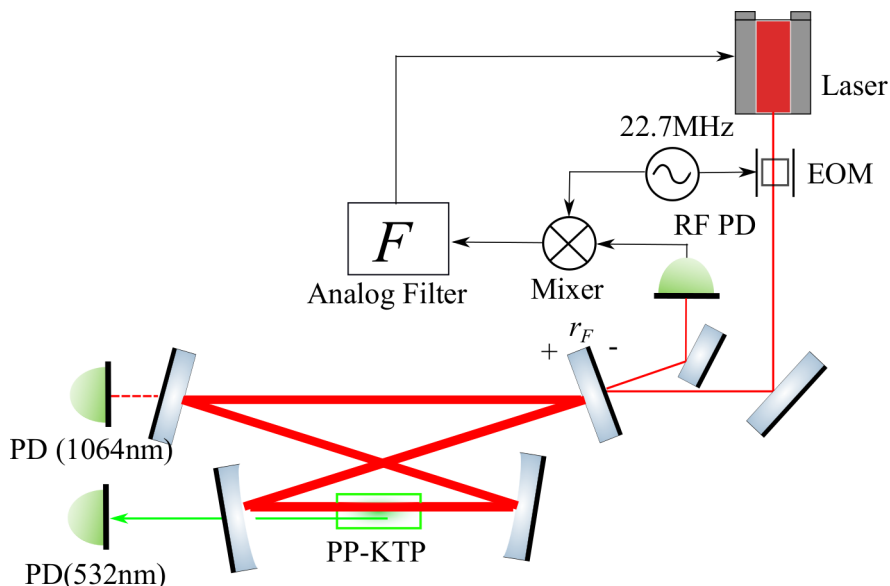 Laser
22.7MHz
EOM
RF PD
F
Analog Filter
Mixer
+ r_F -
PD (1064nm)
PP-KTP
PD(532nm)